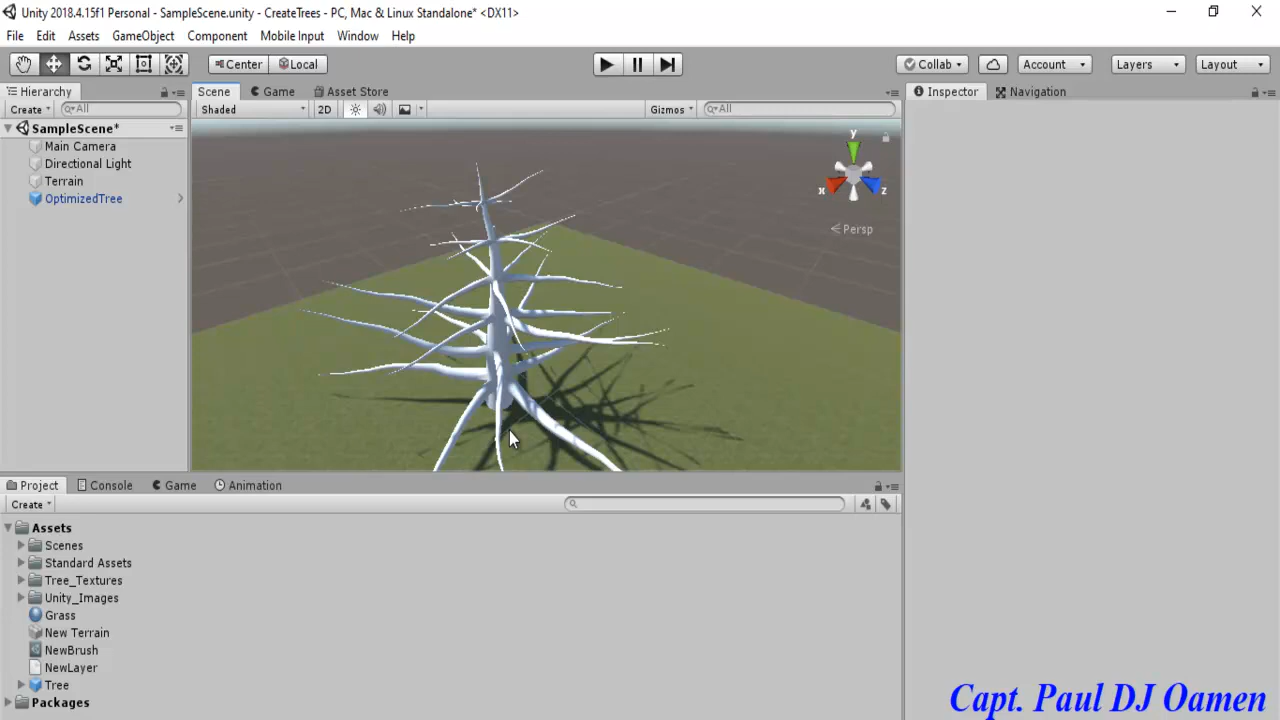 Unity 2018.4.15f1 Personal - SampleScene.unity - CreateTrees - PC, Mac & Linux Standalone* <DX11>
File Edit Assets GameObject Component Mobile Input Window Help
Center Local Collab Account Layers Layout
Hierarchy Scene Game Asset Store Inspector Navigation
Create All Shaded 2D Gizmos All
SampleScene*
Main Camera
Directional Light
Terrain
OptimizedTree
y
x z
Persp
Project Console Game Animation
Create
Assets
Scenes
Standard Assets
Tree_Textures
Unity_Images
Grass
New Terrain
NewBrush
NewLayer
Tree
Packages
Capt. Paul DJ Oamen